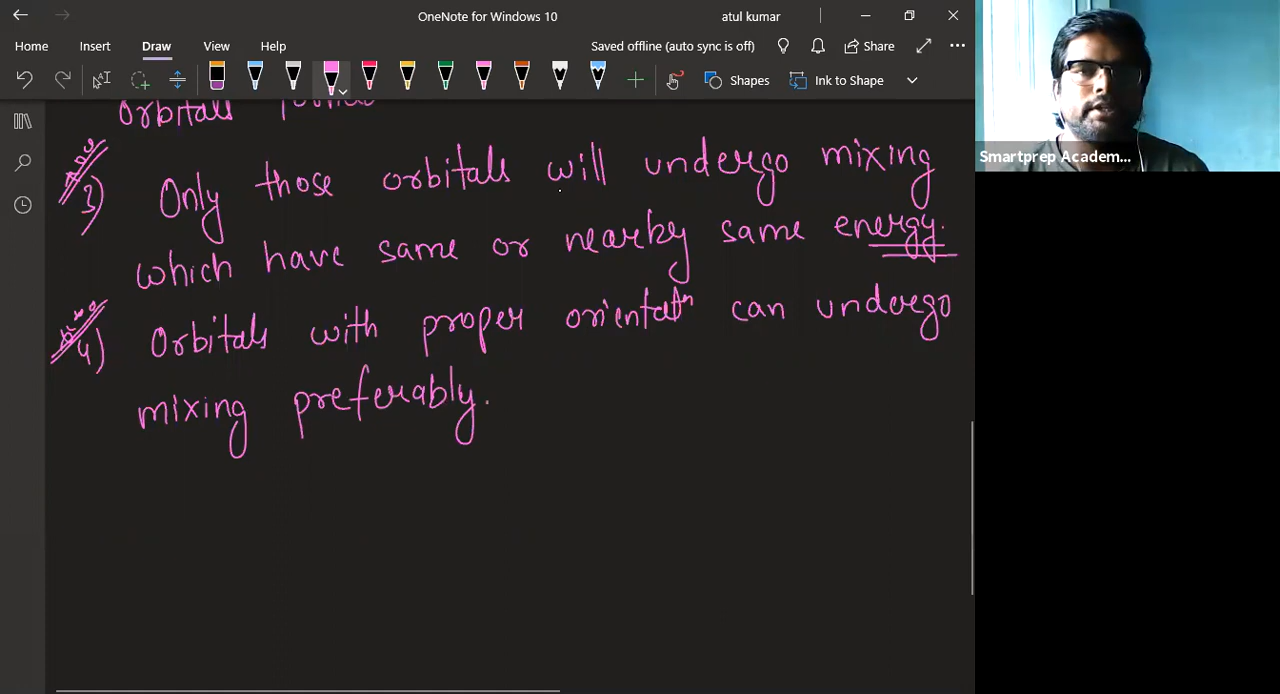 OneNote for Windows 10
atul kumar
Home Insert Draw View Help
Saved offline (auto sync is off)
Share
Shapes
Ink to Shape
Orbitals
3) Only those orbitals will undergo mixing
which have same or nearky same energy.
4) Orbitals with proper orientatn can undergo
mixing preferably.
Smartprep Academ...